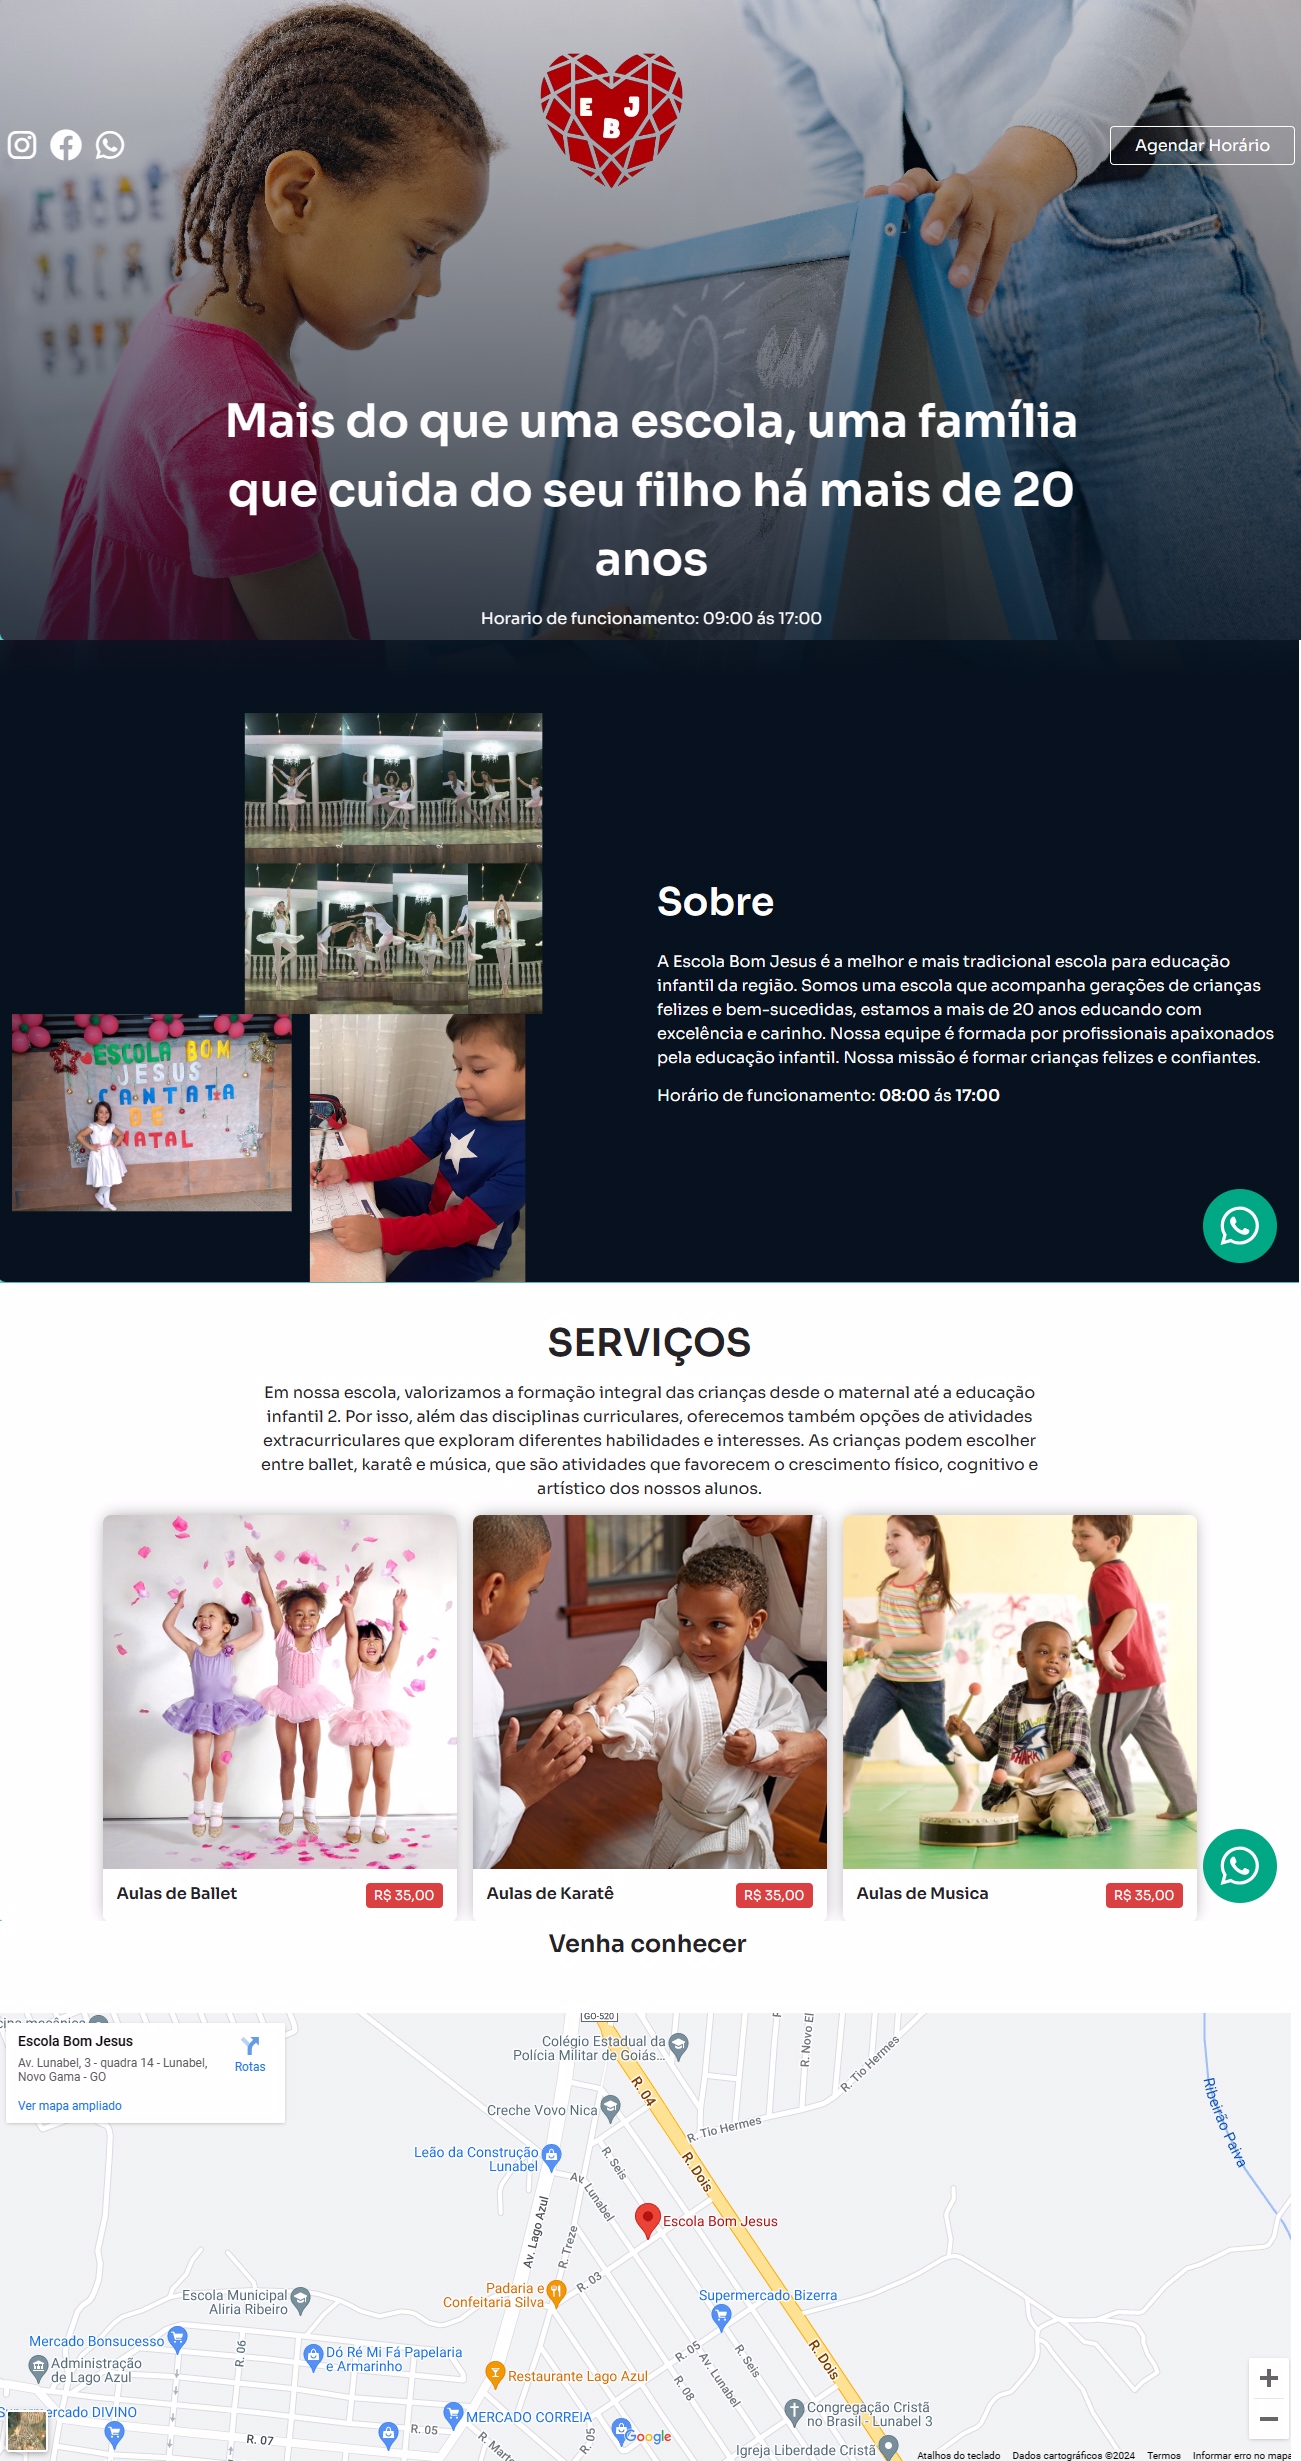 E J
B
Agendar Horário
Mais do que uma escola, uma família
que cuida do seu filho há mais de 20
anos
Horario de funcionamento: 09:00 ás 17:00
ESCOLA BOM
JESUS
CANTATA
DE
NATAL
Sobre
A Escola Bom Jesus é a melhor e mais tradicional escola para educação
infantil da região. Somos uma escola que acompanha gerações de crianças
felizes e bem-sucedidas, estamos a mais de 20 anos educando com
excelência e carinho. Nossa equipe é formada por profissionais apaixonados
pela educação infantil. Nossa missão é formar crianças felizes e confiantes.
Horário de funcionamento: 08:00 ás 17:00
SERVIÇOS
Em nossa escola, valorizamos a formação integral das crianças desde o maternal até a educação
infantil 2. Por isso, além das disciplinas curriculares, oferecemos também opções de atividades
extracurriculares que exploram diferentes habilidades e interesses. As crianças podem escolher
entre ballet, karatê e música, que são atividades que favorecem o crescimento físico, cognitivo e
artístico dos nossos alunos.
Aulas de Ballet
R$ 35,00
Aulas de Karatê
R$ 35,00
Aulas de Musica
R$ 35,00
Venha conhecer
Escola Bom Jesus
Av. Lunabel, 3 - quadra 14 - Lunabel,
Novo Gama - GO
Ver mapa ampliado
Rotas
GO-520
Colégio Estadual da
Polícia Militar de Goiás...
R. Novo El
R. Tio Hermes
R. 04
Creche Vovo Nica
R. Tio Hermes
Ribeirão Paiva
Leão da Construção
Lunabel
R. Seis
R. Dois
Av. Lunabel
Av. Lago Azul
R. Treze
Escola Bom Jesus
R. 03
Padaria e
Confeitaria Silva
Escola Municipal
Aliria Ribeiro
Supermercado Bizerra
Mercado Bonsucesso
R. 06
Administração
de Lago Azul
Dó Ré Mi Fá Papelaria
e Armarinho
R. 05
R. Seis
R. Dois
Restaurante Lago Azul
R. 08
Av. Lunabel
MERCADO CORREIA
Congregação Cristã
no Brasil - Lunabel 3
DIVINO
R. 05
R. 07
R. 05
Google
Igreja Liberdade Cristã
Atalhos do teclado
Dados cartográficos ©2024
Termos
Informar erro no mapa